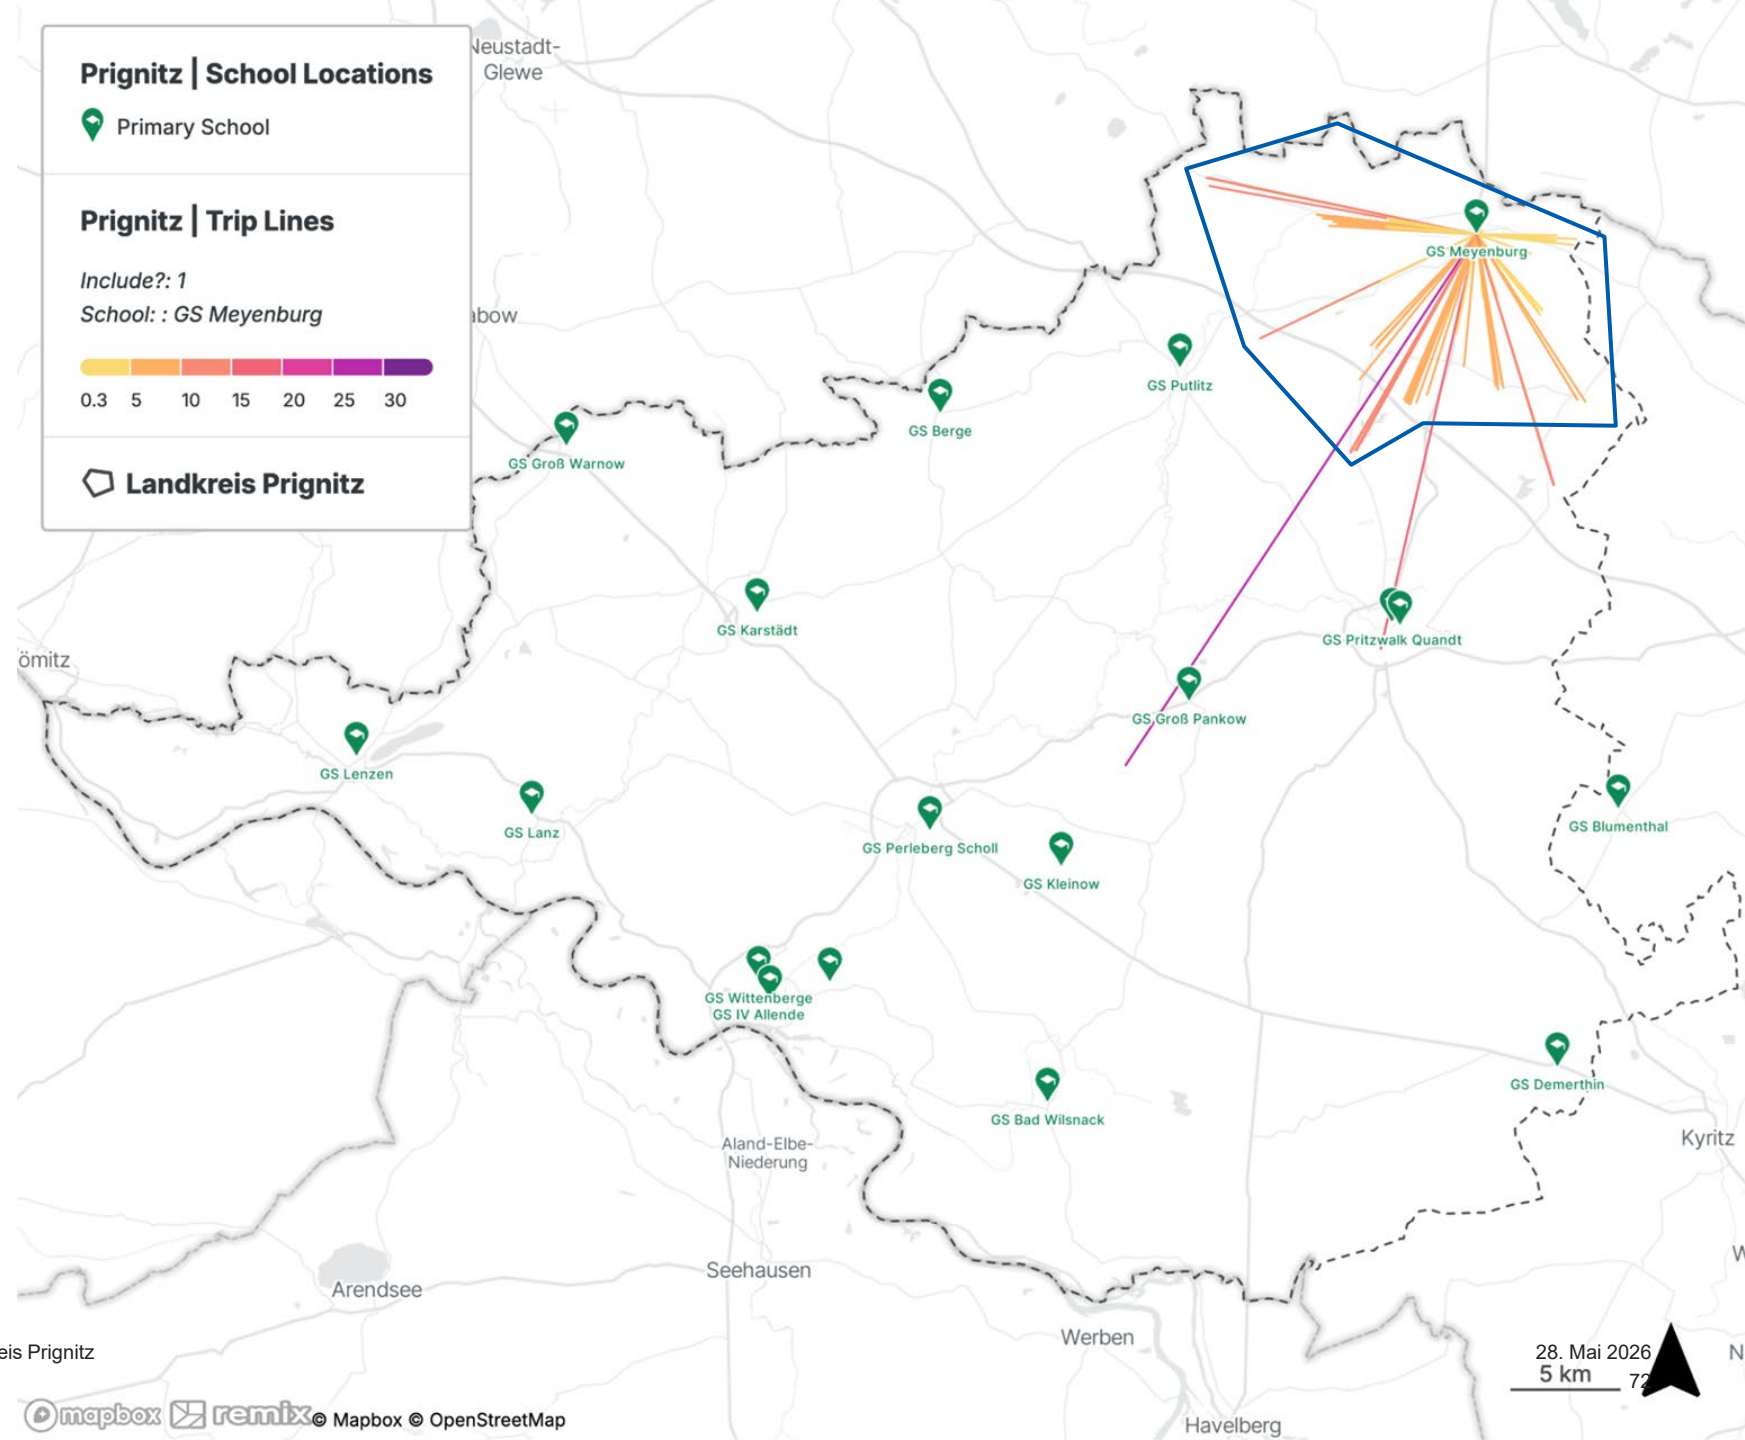 Prignitz | School Locations
Primary School
Prignitz | Trip Lines
Include?: 1
School: : GS Meyenburg
0.3 5 10 15 20 25 30
Landkreis Prignitz
Neustadt-
Glewe
abow
GS Meyenburg
GS Putlitz
GS Berge
GS Groß Warnow
GS Karstädt
GS Pritzwalk Quandt
ömitz
GS Groß Pankow
GS Lenzen
GS Lanz
GS Perleberg Scholl
GS Kleinow
GS Blumenthal
GS Wittenberge
GS IV Allende
GS Demerthin
GS Bad Wilsnack
Kyritz
Aland-Elbe-
Niederung
Seehausen
Arendsee
W
Werben
eis Prignitz
28. Mai 2026
N
5 km
72
mapbox remix © Mapbox © OpenStreetMap
Havelberg